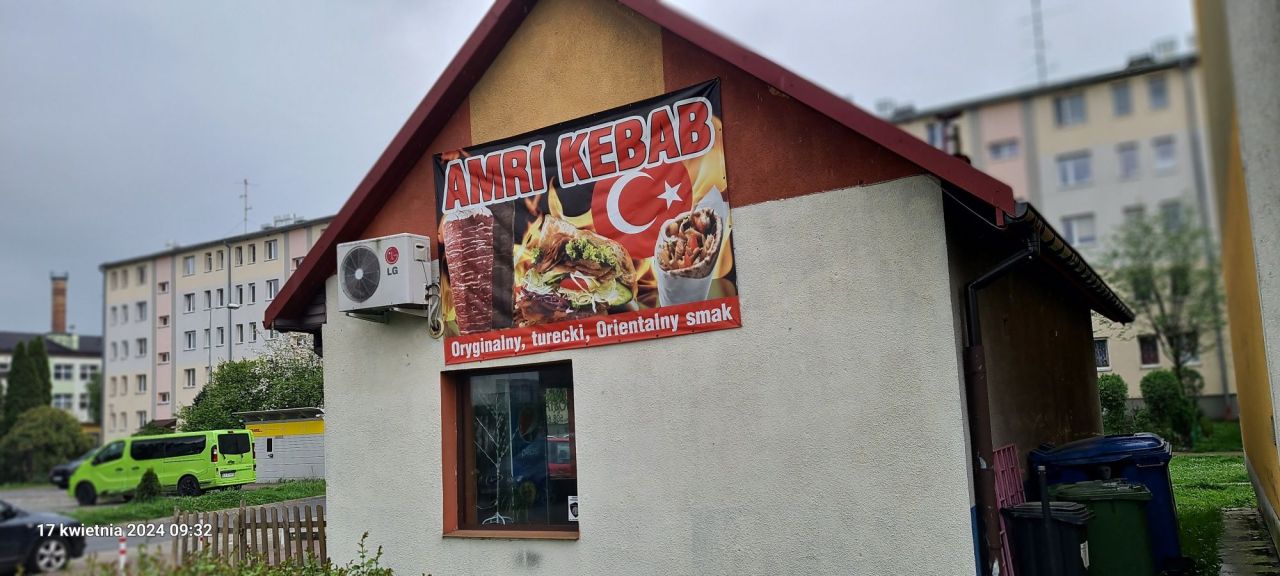 AMRI KEBAB
LG
Oryginalny, turecki, Orientalny smak
17 kwietnia 2024 09:32